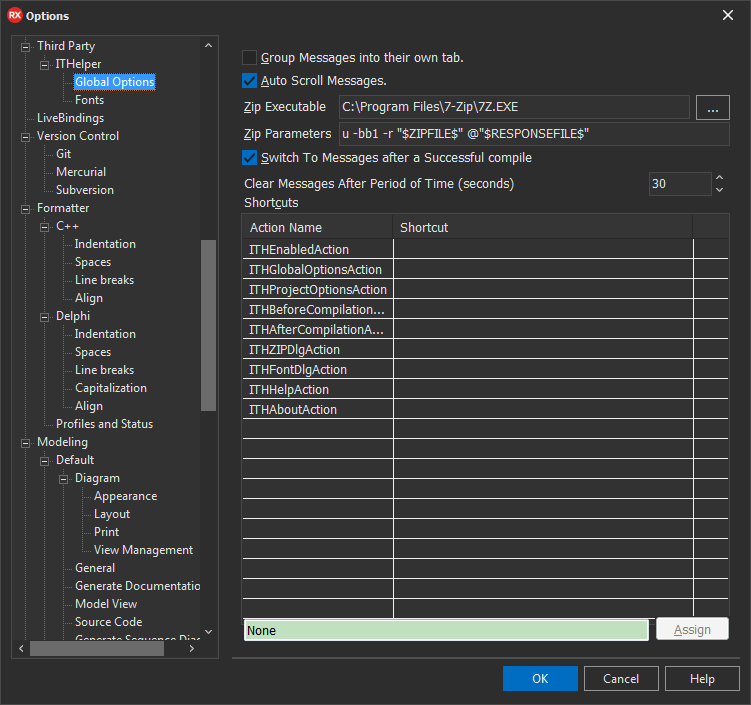 RX Options
Third Party
ITHelper
Global Options
Fonts
LiveBindings
Version Control
Git
Mercurial
Subversion
Formatter
C++
Indentation
Spaces
Line breaks
Align
Delphi
Indentation
Spaces
Line breaks
Capitalization
Align
Profiles and Status
Modeling
Default
Diagram
Appearance
Layout
Print
View Management
General
Generate Documentatio
Model View
Source Code
Generate Sequence Diag
Group Messages into their own tab.
Auto Scroll Messages.
Zip Executable C:\Program Files\7-Zip\7Z.EXE ...
Zip Parameters u -bb1 -r "$ZIPFILE$" @"$RESPONSEFILE$"
Switch To Messages after a Successful compile
Clear Messages After Period of Time (seconds) 30
Shortcuts
Action Name Shortcut
ITHEnabledAction
ITHGlobalOptionsAction
ITHProjectOptionsAction
ITHBeforeCompilation...
ITHAfterCompilationA...
ITHZIPDlgAction
ITHFontDlgAction
ITHHelpAction
ITHAboutAction
None Assign
OK Cancel Help